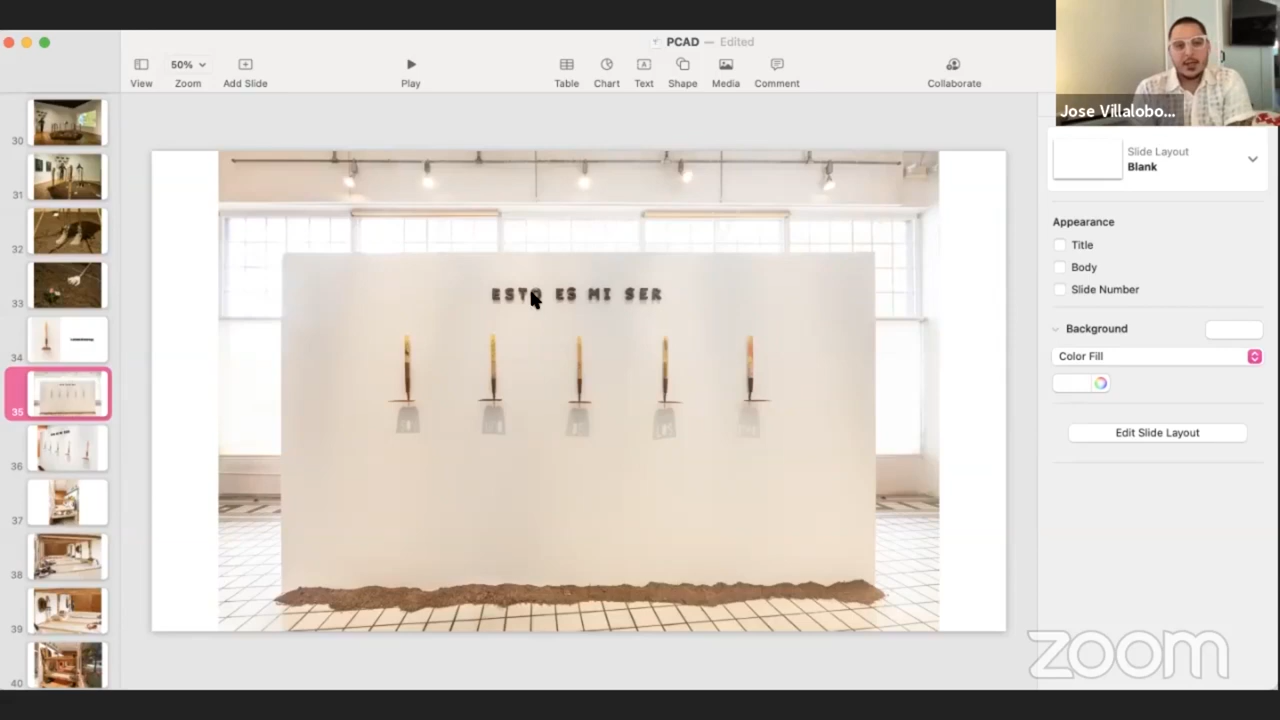 PCAD — Edited
50%
View
Zoom
Add Slide
Play
Table
Chart
Text
Shape
Media
Comment
Collaborate
Jose Villalobo...
30
31
32
33
34
35
36
37
38
39
40
ESTO ES MI SER
Slide Layout
Blank
Appearance
Title
Body
Slide Number
Background
Color Fill
Edit Slide Layout
zoom